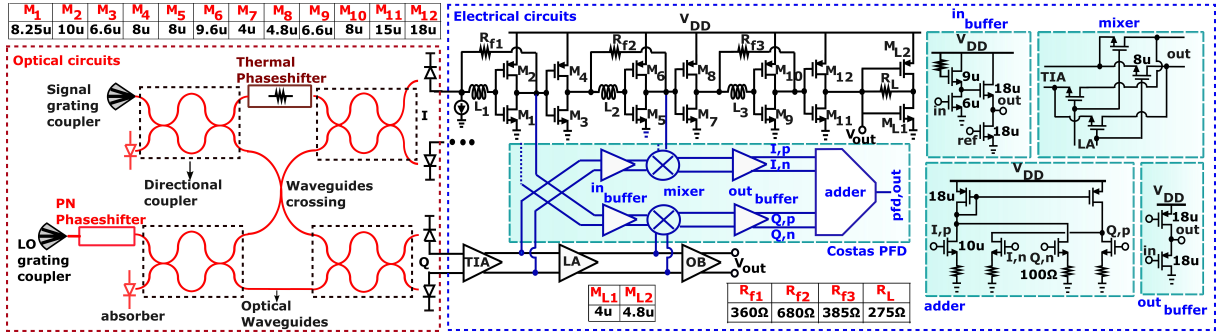 M1 M2 M3 M4 M5 M6 M7 M8 M9 M10 M11 M12
8.25u 10u 6.6u 8u 8u 9.6u 4u 4.8u 6.6u 8u 15u 18u
Optical circuits
Thermal
Phaseshifter
Signal
grating
coupler
I
Directional
coupler
Waveguides
crossing
PN
Phaseshifter
LO
grating
coupler
Q
absorber
Optical
Waveguides
Electrical circuits
VDD
Rf1
Rf2
Rf3
ML2
M2
M4
M6
M8
M10
M12
RL
L1
L2
L3
M1
M3
M5
M7
M9
M11
ML1
Vout
in
buffer
mixer
out
buffer
I,p
I,n
Q,p
Q,n
adder
pfd,out
Costas PFD
TIA
LA
OB
Vout
ML1 ML2
4u 4.8u
Rf1 Rf2 Rf3 RL
360Ω 680Ω 385Ω 275Ω
in
buffer
VDD
9u
6u
in
18u
out
ref
18u
mixer
out
8u
TIA
LA
VDD
18u
I,p
10u
I,n
Q,n
100Ω
Q,p
adder
VDD
18u
out
in
18u
out
buffer